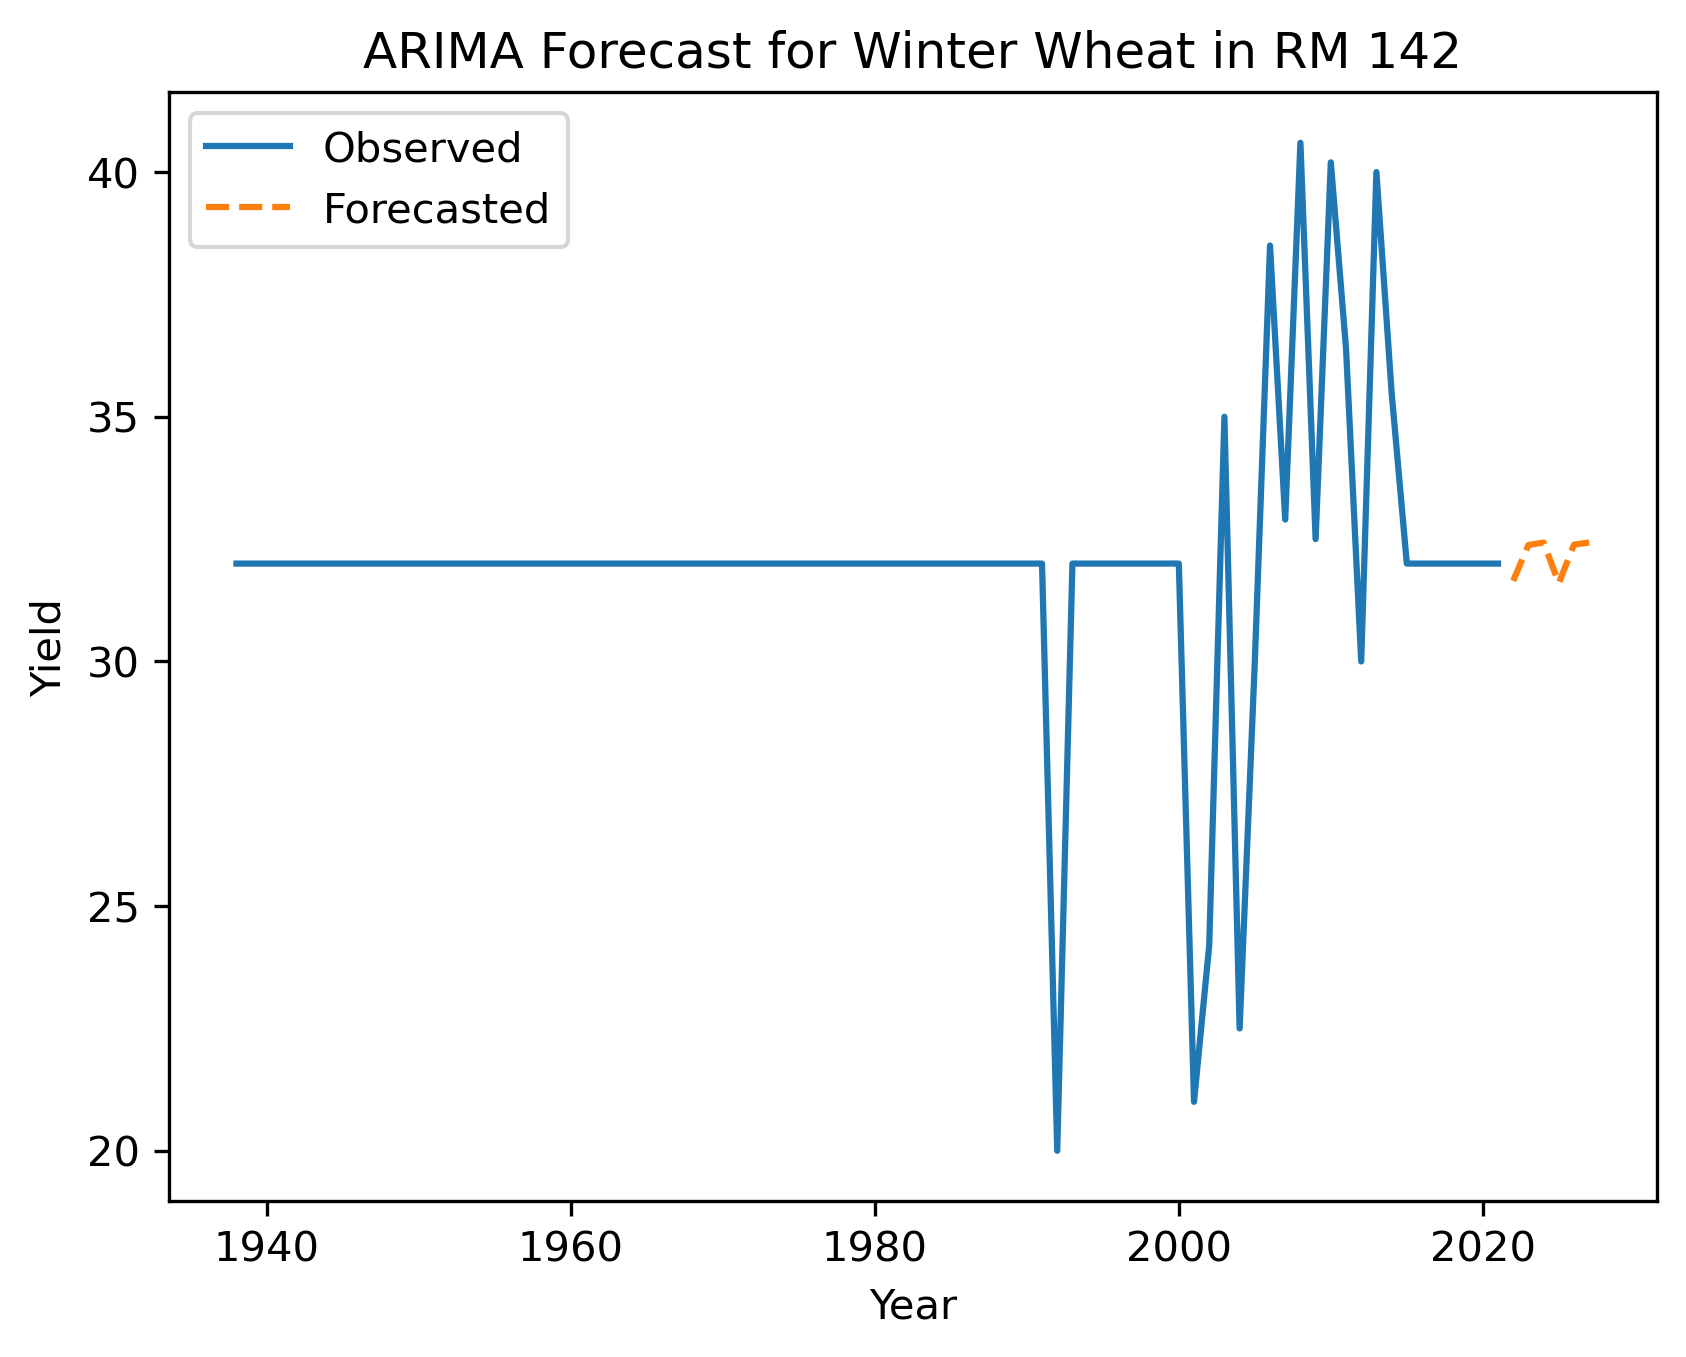 ARIMA Forecast for Winter Wheat in RM 142
Observed
Forecasted
40
35
30
25
20
Yield
1940 1960 1980 2000 2020
Year